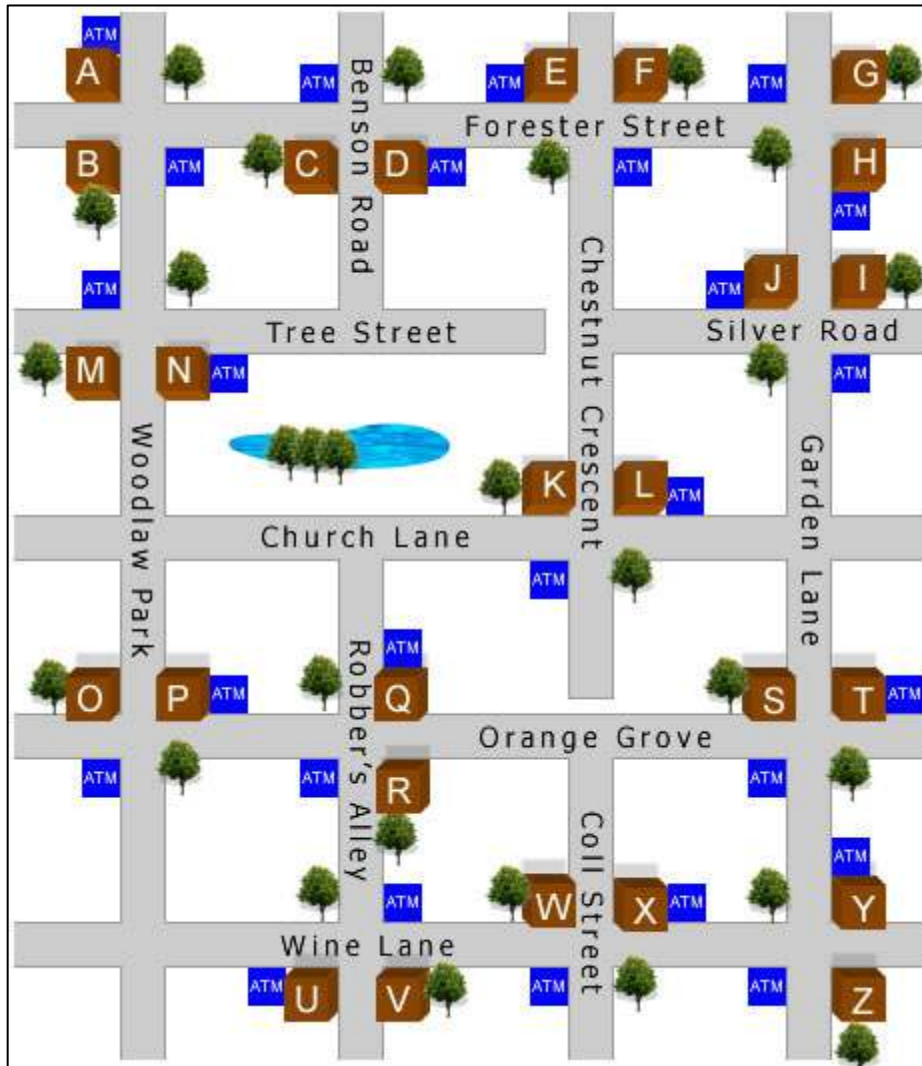 ATM
A
E
F
G
ATM
ATM
ATM
Benson Road
Forester Street
B
ATM
C
D
ATM
ATM
H
ATM
ATM
ATM
J
I
Chestnut Crescent
Tree Street
Silver Road
M
N
ATM
ATM
Woodlaw Park
Garden Lane
K
L
ATM
Church Lane
ATM
Robber's Alley
ATM
O
P
ATM
Q
S
T
ATM
Orange Grove
ATM
ATM
R
ATM
Coll Street
ATM
ATM
W
X
ATM
Y
Wine Lane
ATM
U
V
ATM
ATM
Z